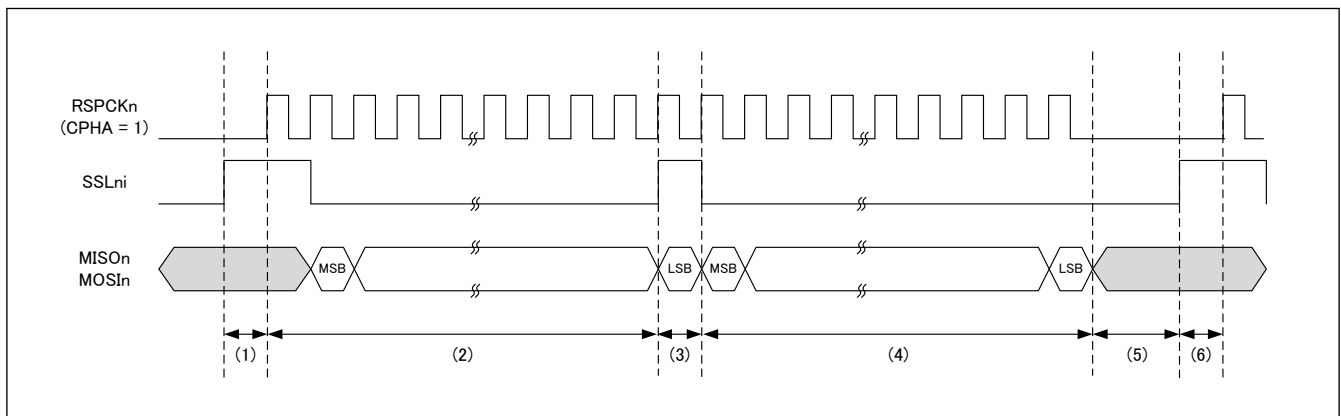 RSPCKn
(CPHA = 1)
SSLni
MISOn
MOSIn
MSB
LSB
MSB
LSB
(1)
(2)
(3)
(4)
(5)
(6)